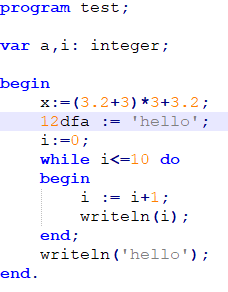 program test;
var a,i: integer;
begin
x:=(3.2+3)*3+3.2;
12dfa := 'hello';
i:=0;
while i<=10 do
begin
i := i+1;
writeln(i);
end;
writeln('hello');
end.